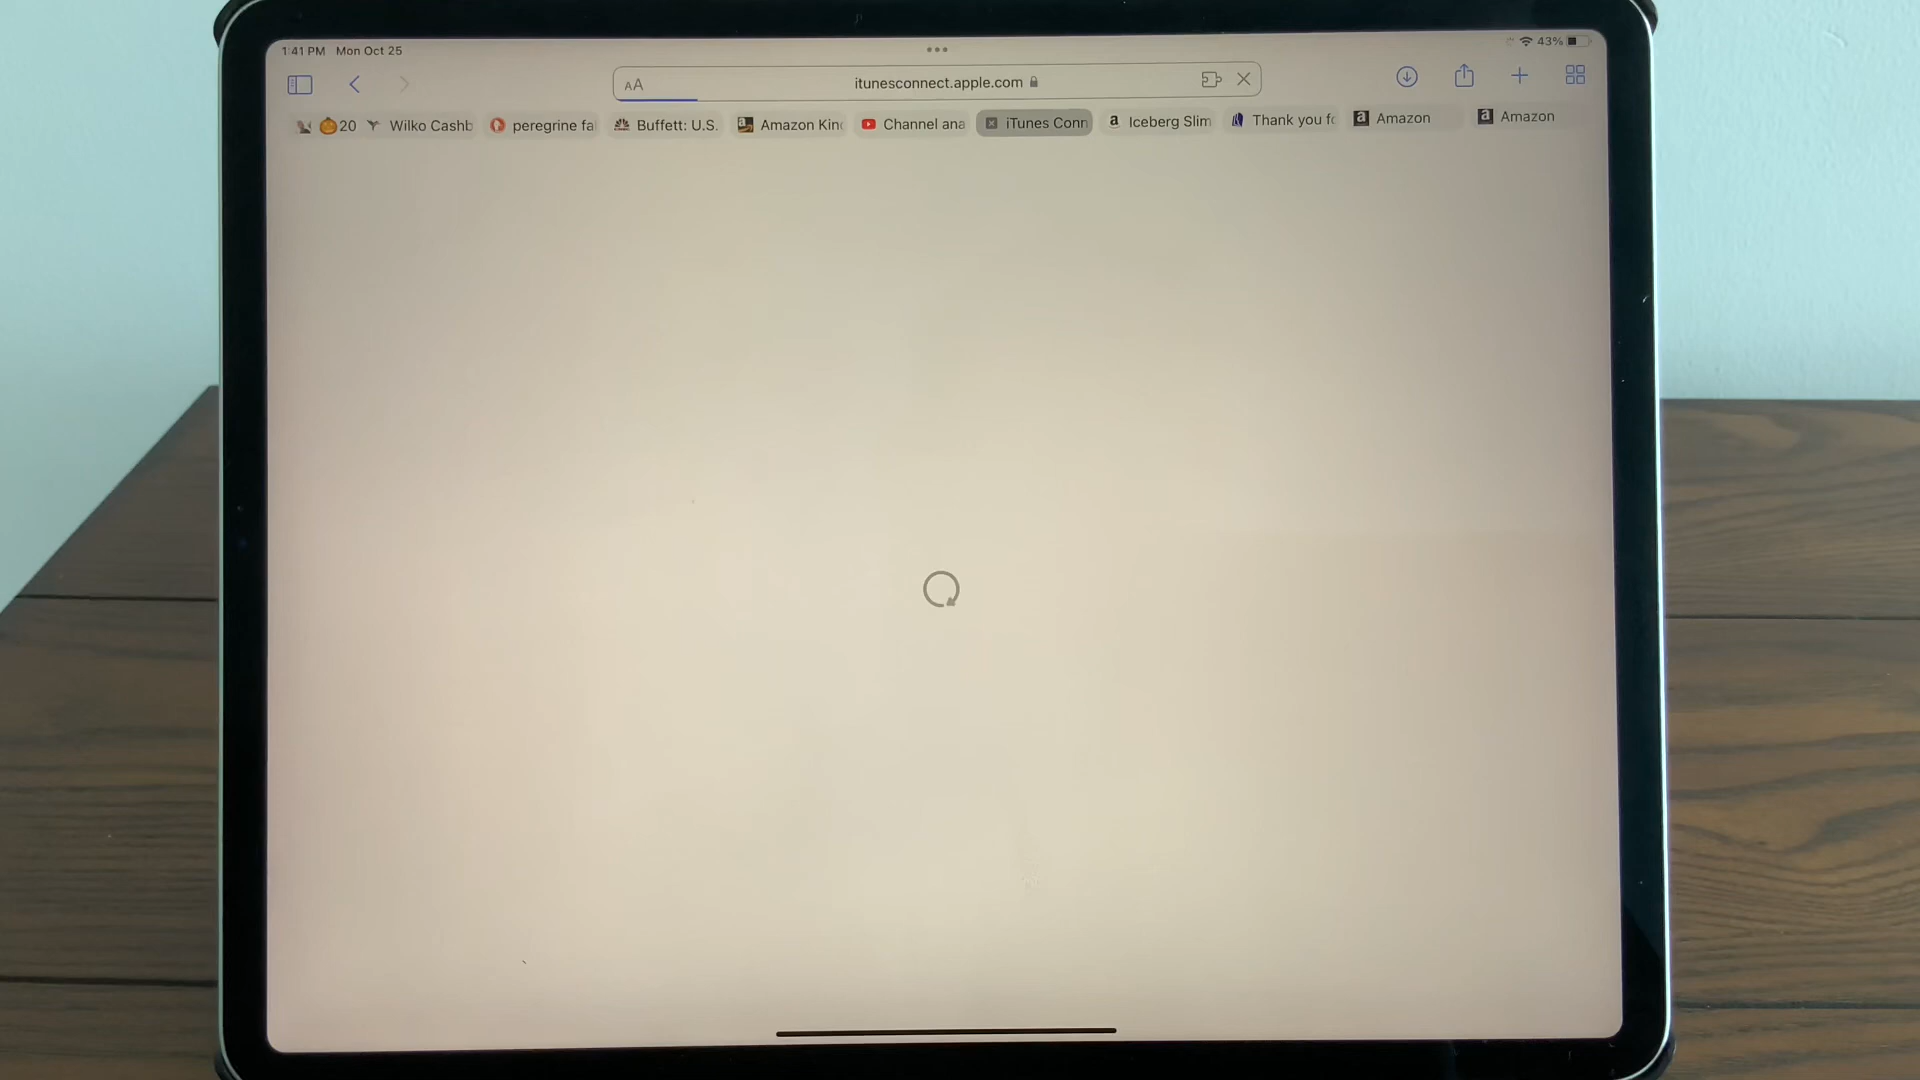 1:41 PM Mon Oct 25
43%
AA itunesconnect.apple.com
20 Wilko Cashb peregrine fa Buffett: U.S. Amazon Kin Channel ana iTunes Conn Iceberg Slim Thank you fo Amazon Amazon